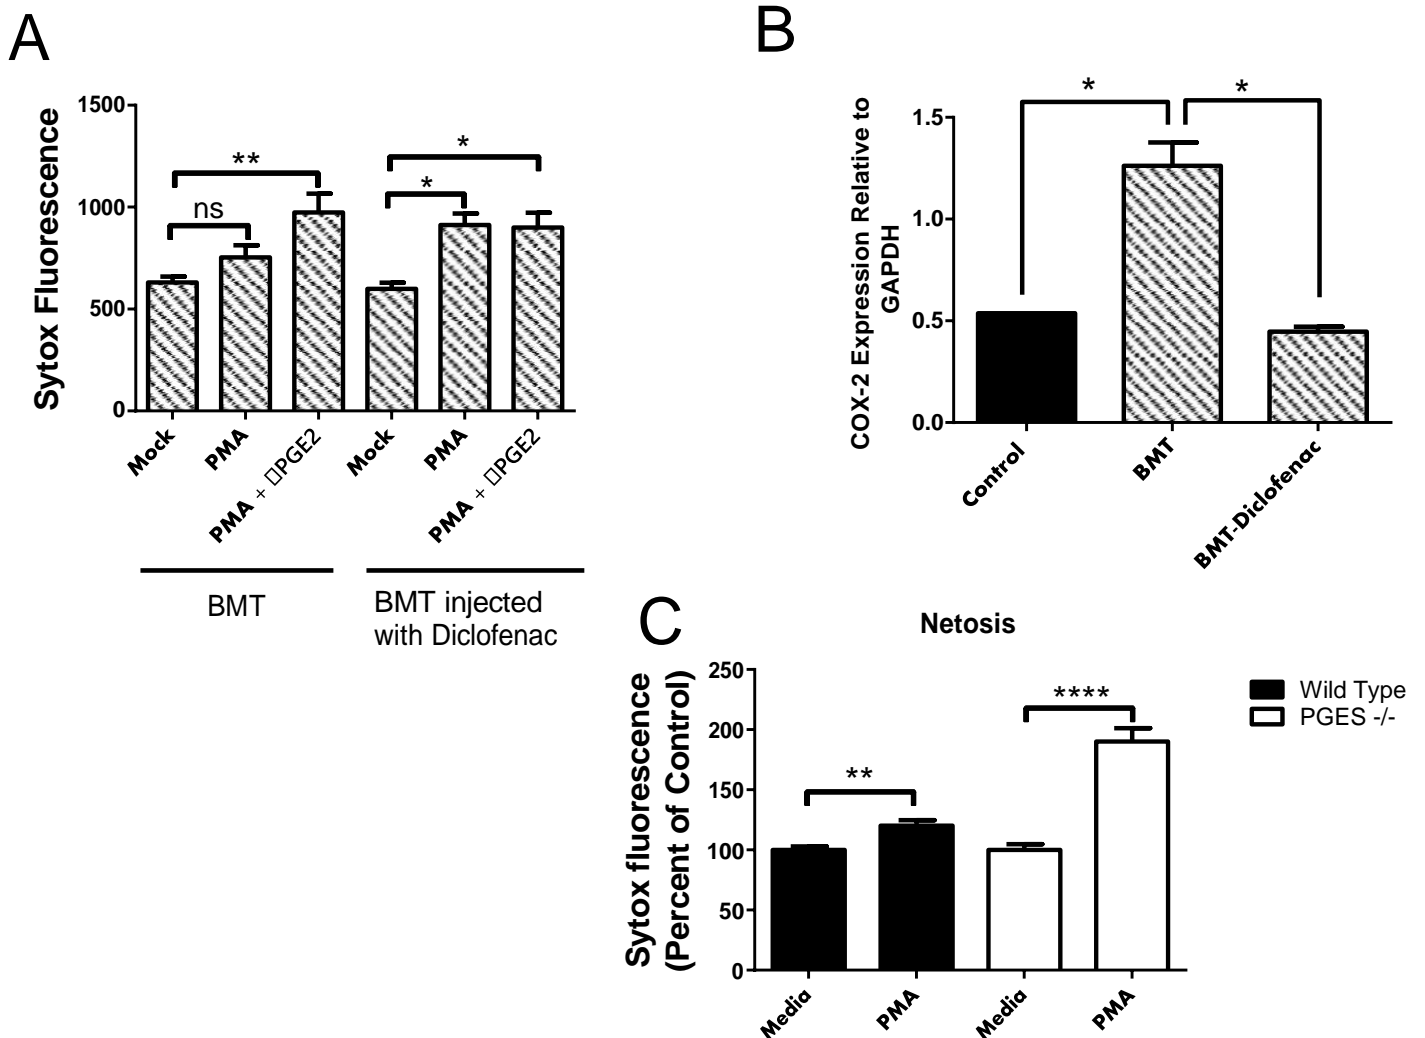 A
Sytox Fluorescence
1500
1000
500
0
ns
**
*
*
Mock
PMA
PMA + □PGE2
Mock
PMA
PMA + □PGE2
BMT
BMT injected
with Diclofenac
B
COX-2 Expression Relative to
GAPDH
1.5
1.0
0.5
0.0
*
*
Control
BMT
BMT-Diclofenac
C
Netosis
Sytox fluorescence
(Percent of Control)
250
200
150
100
50
0
**
****
Media
PMA
Media
PMA
Wild Type
PGES -/-